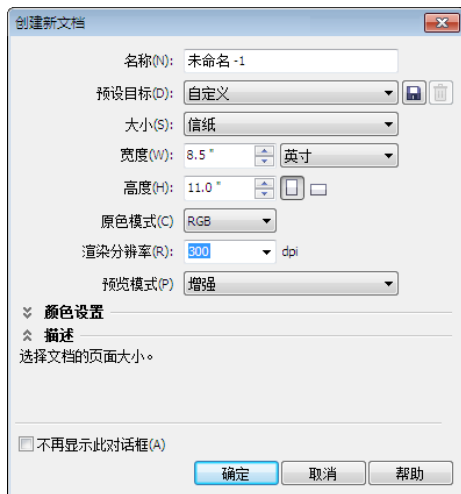 创建新文档
名称(N): 未命名 -1
预设目标(D): 自定义
大小(S): 信纸
宽度(W): 8.5 " 英寸
高度(H): 11.0 "
原色模式(C) RGB
渲染分辨率(R): 300 dpi
预览模式(P) 增强
颜色设置
描述
选择文档的页面大小。
不再显示此对话框(A)
确定 取消 帮助